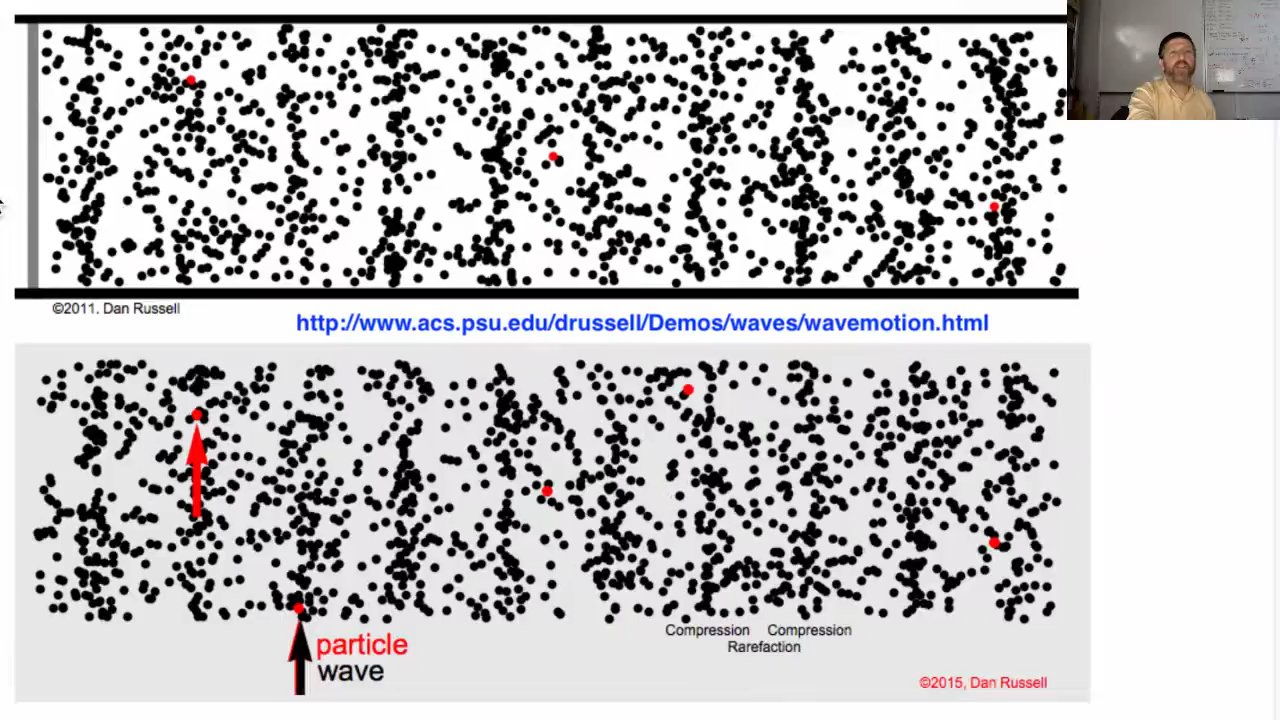 ©2011. Dan Russell
http://www.acs.psu.edu/drussell/Demos/waves/wavemotion.html
particle
wave
Compression Compression
Rarefaction
©2015, Dan Russell